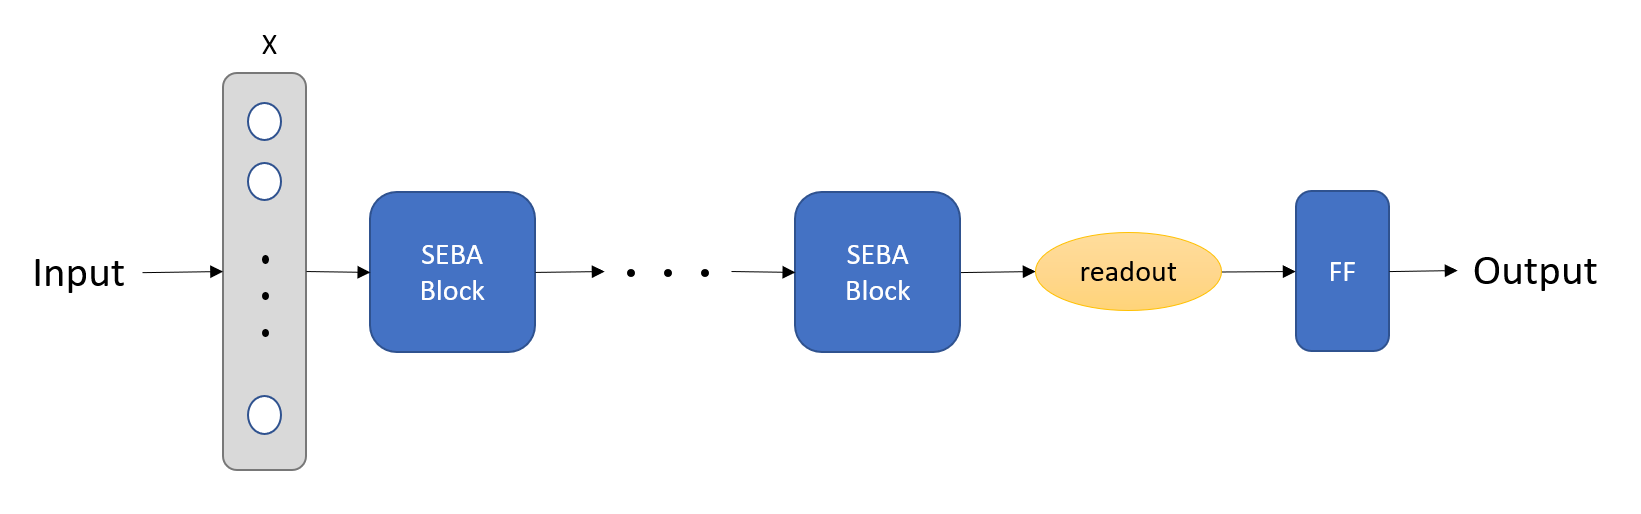 X
Input
SEBA
Block
SEBA
Block
readout
FF
Output